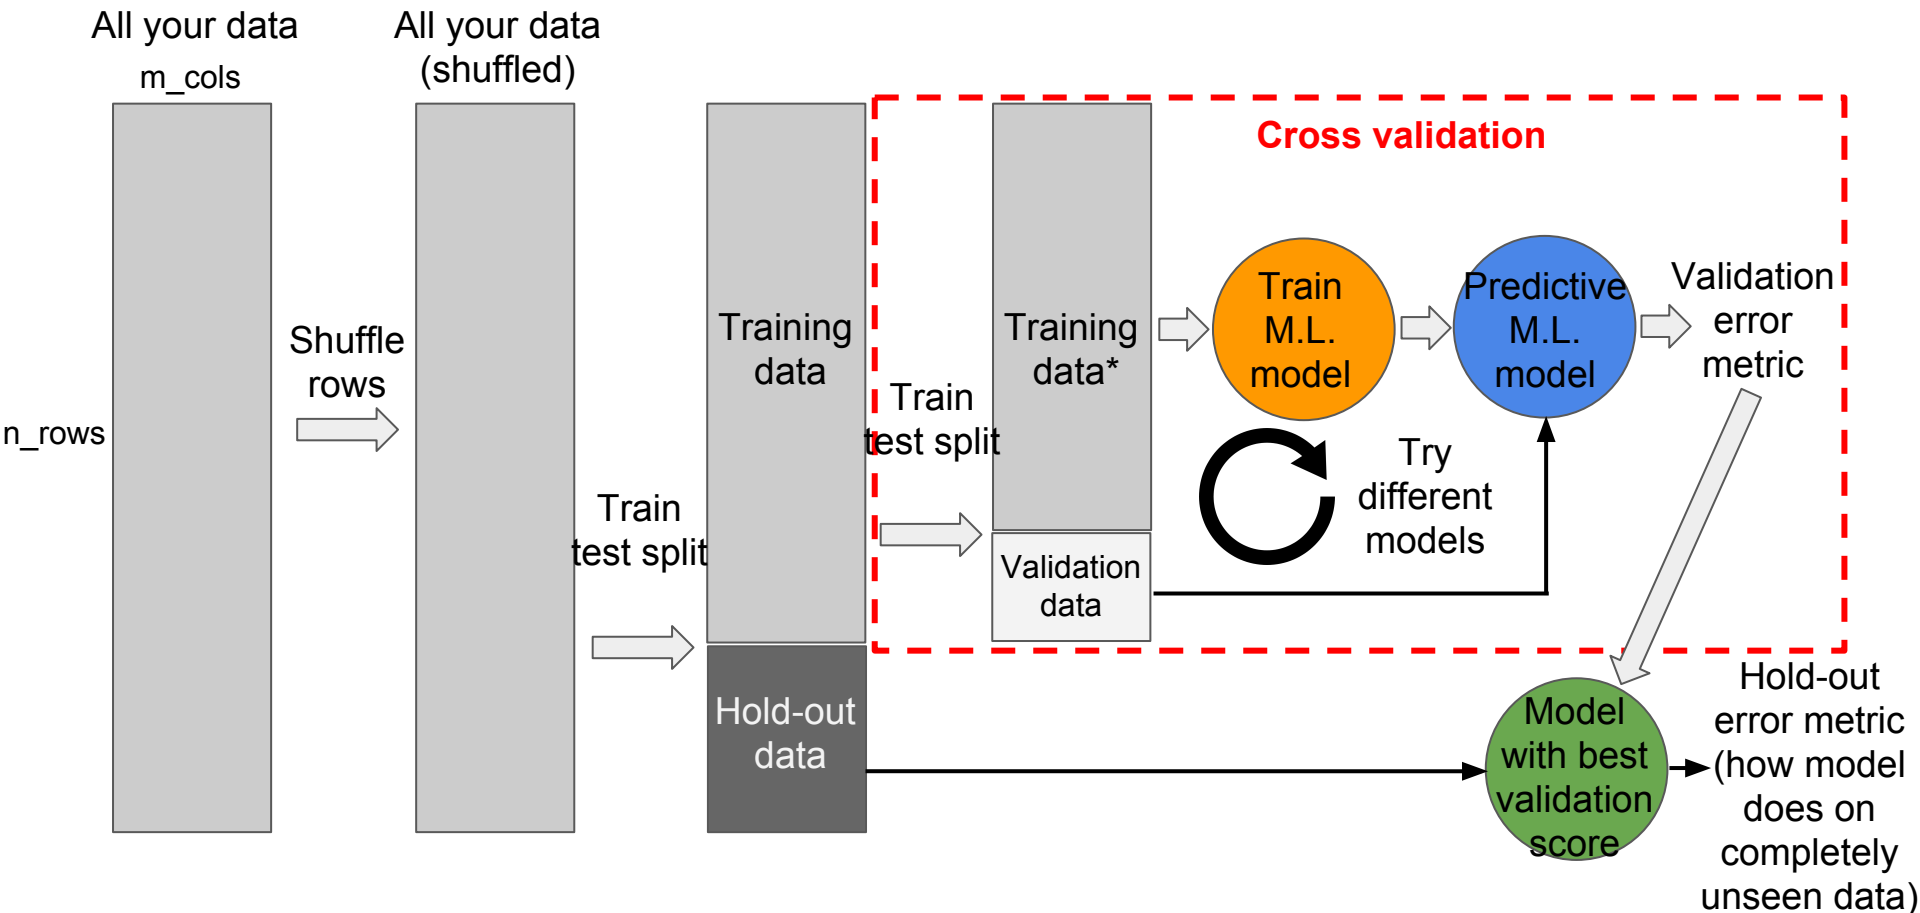 All your data
m_cols
n_rows
Shuffle
rows
All your data
(shuffled)
Train
test split
Training
data
Hold-out
data
Train
test split
Cross validation
Training
data*
Validation
data
Train
M.L.
model
Try
different
models
Predictive
M.L.
model
Validation
error
metric
Model
with best
validation
score
Hold-out
error metric
(how model
does on
completely
unseen data)